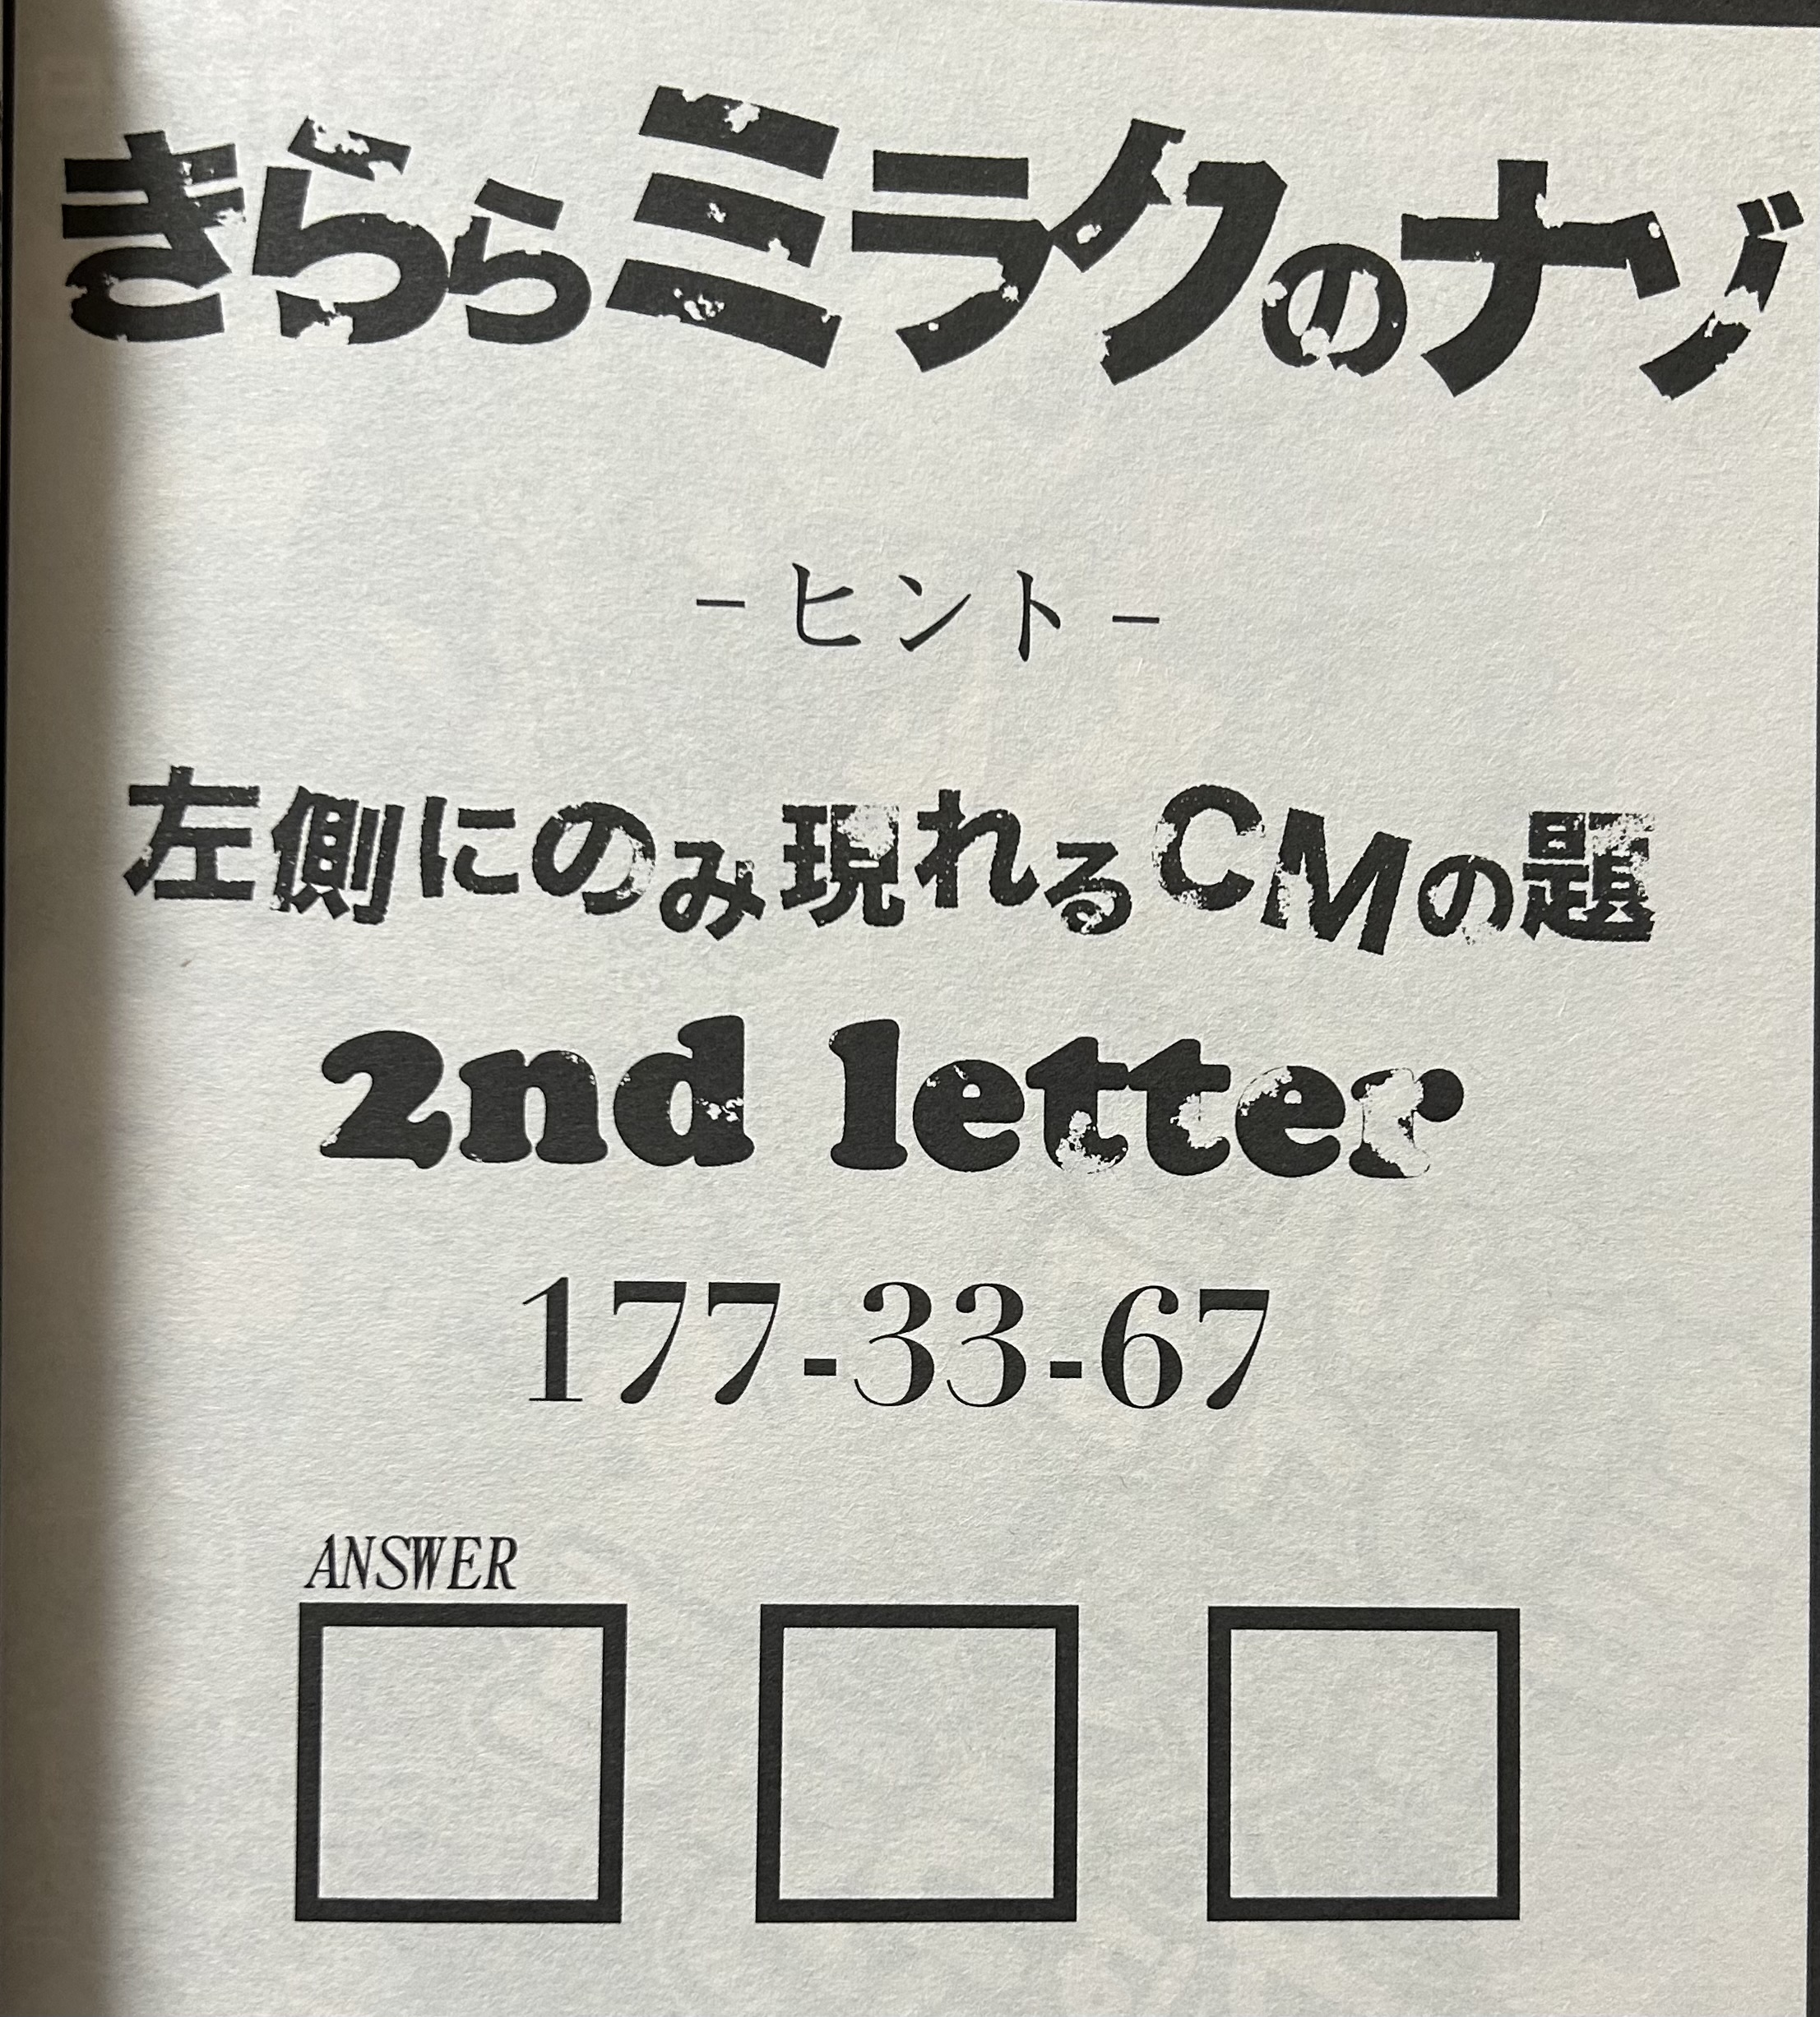 きららミラクのナゾ
－ヒント－
左側にのみ現れるCMの題
2nd letter
177-33-67
ANSWER